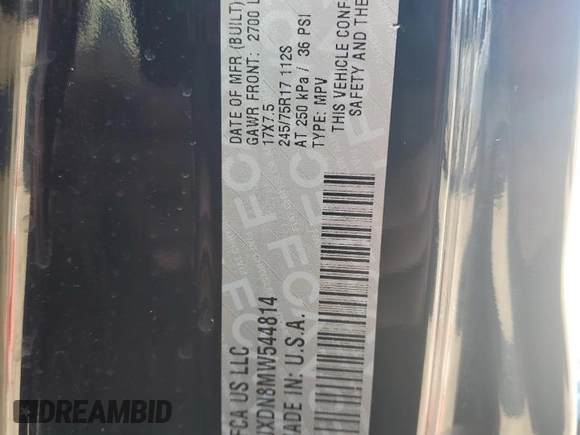 FCA US LLC
XDN8MW544814
MADE IN: U.S.A.
DATE OF MFR (BUILT)
GAWR FRONT: 2700 L
17X7.5
245/75R17 112S
AT 250 kPa / 36 PSI
TYPE: MPV
THIS VEHICLE CONF
SAFETY AND THE
DREAMBID